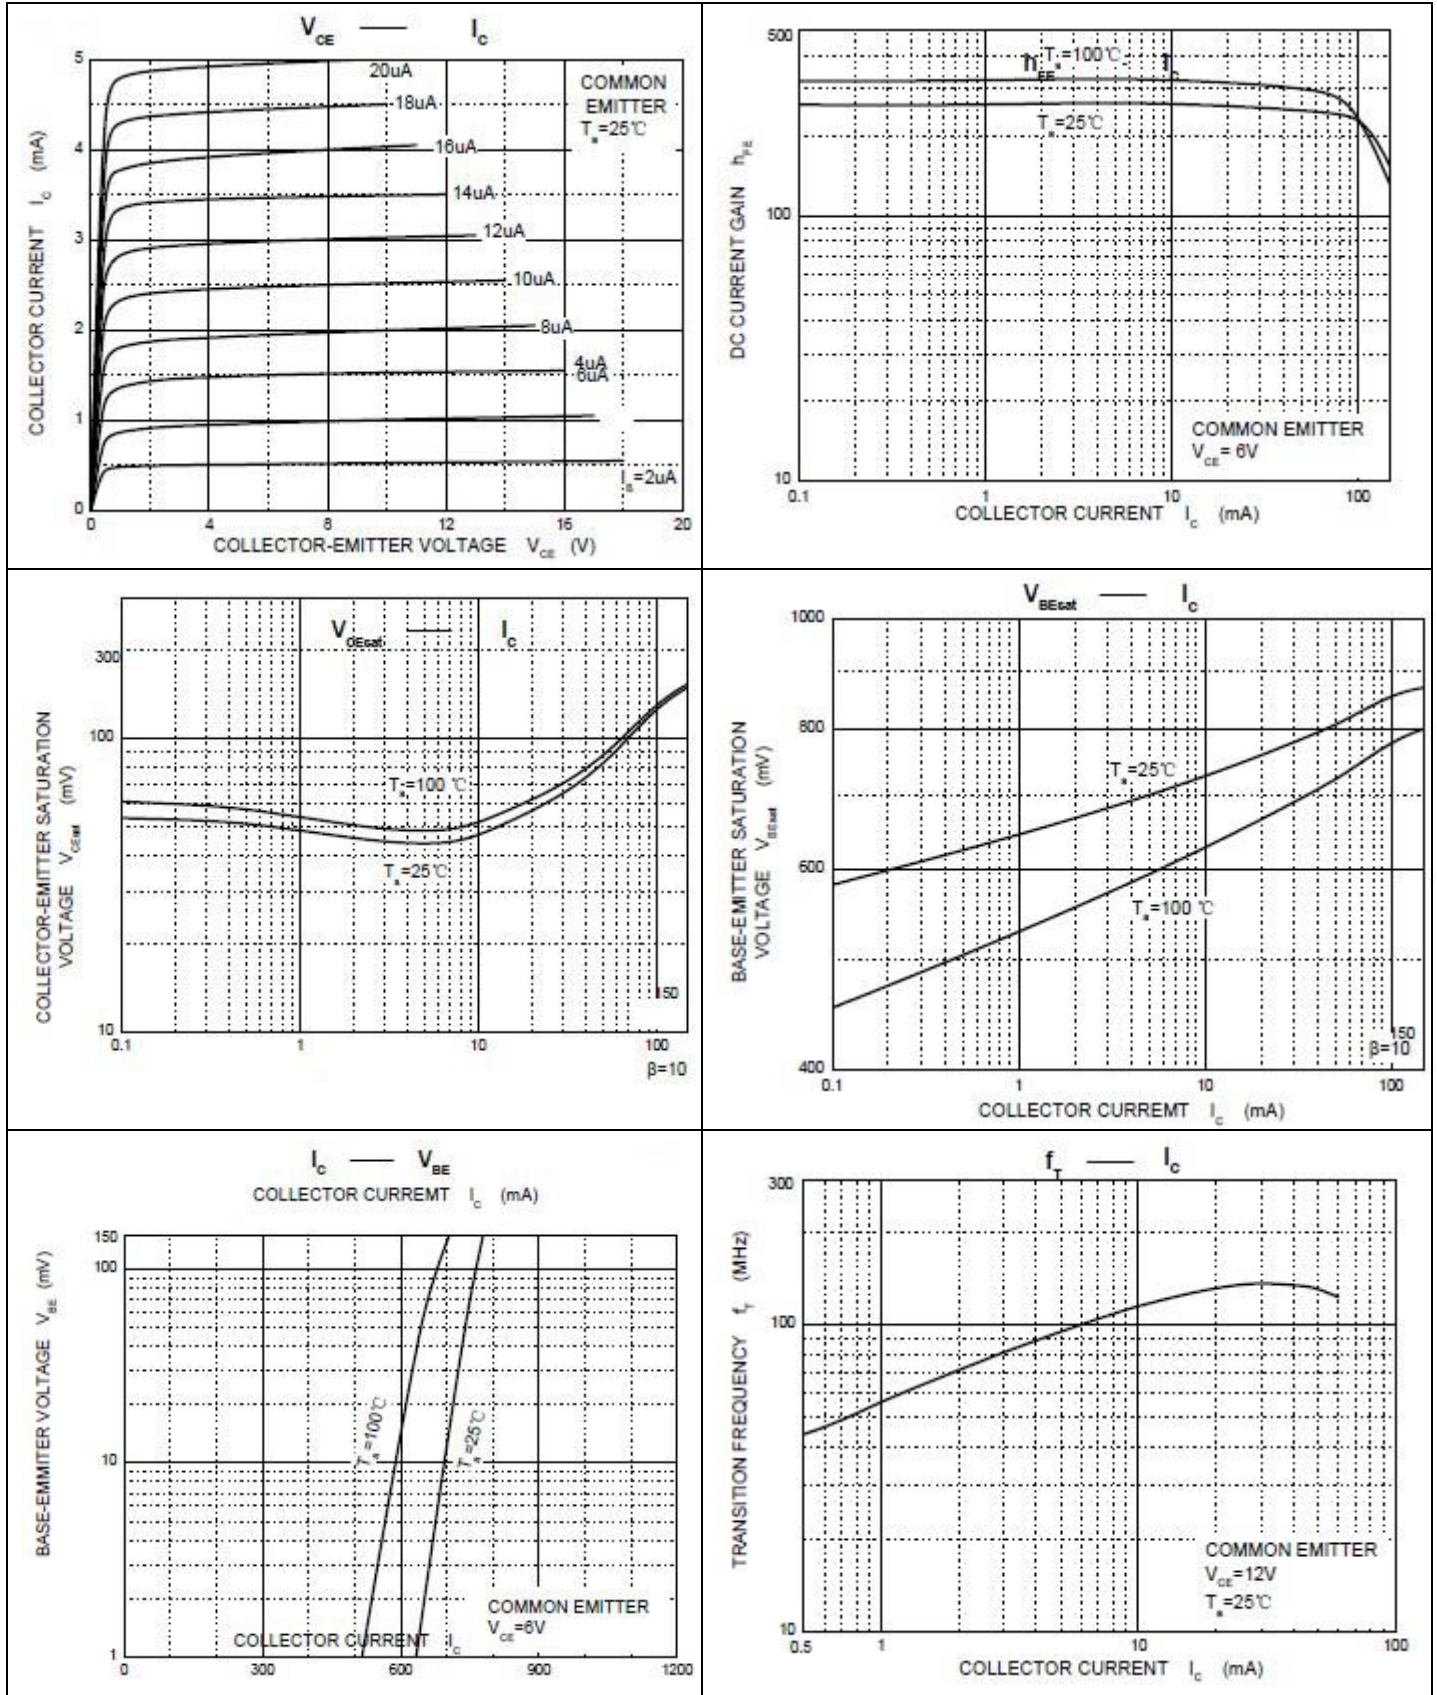 V_CE — I_C
5
4
3
2
1
0
0 4 8 12 16 20
COLLECTOR CURRENT I_C (mA)
COLLECTOR-EMITTER VOLTAGE V_CE (V)
COMMON
EMITTER
T_a=25℃
20uA
18uA
16uA
14uA
12uA
10uA
8uA
4uA
6uA
I_B=2uA
h_FE — I_C
T_a=100℃
T_a=25℃
500
100
10
0.1 1 10 100
DC CURRENT GAIN h_FE
COLLECTOR CURRENT I_C (mA)
COMMON EMITTER
V_CE= 6V
V_CEsat — I_C
300
100
10
0.1 1 10 100
150
β=10
COLLECTOR-EMITTER SATURATION
VOLTAGE V_CEsat (mV)
T_a=100 ℃
T_a=25℃
V_BEsat — I_C
1000
800
600
400
0.1 1 10 100
150
β=10
BASE-EMITTER SATURATION
VOLTAGE V_BEsat (mV)
T_a=25℃
T_a=100 ℃
COLLECTOR CURREMT I_C (mA)
I_C — V_BE
COLLECTOR CURREMT I_C (mA)
150
100
10
1
0 300 600 900 1200
BASE-EMMITER VOLTAGE V_BE (mV)
T_a=100℃
T_a=25℃
COMMON EMITTER
V_CE=6V
COLLECTOR CURRENT I_C
f_T — I_C
300
100
10
0.5 1 10 100
TRANSITION FREQUENCY f_T (MHz)
COMMON EMITTER
V_CE=12V
T_a=25℃
COLLECTOR CURRENT I_C (mA)